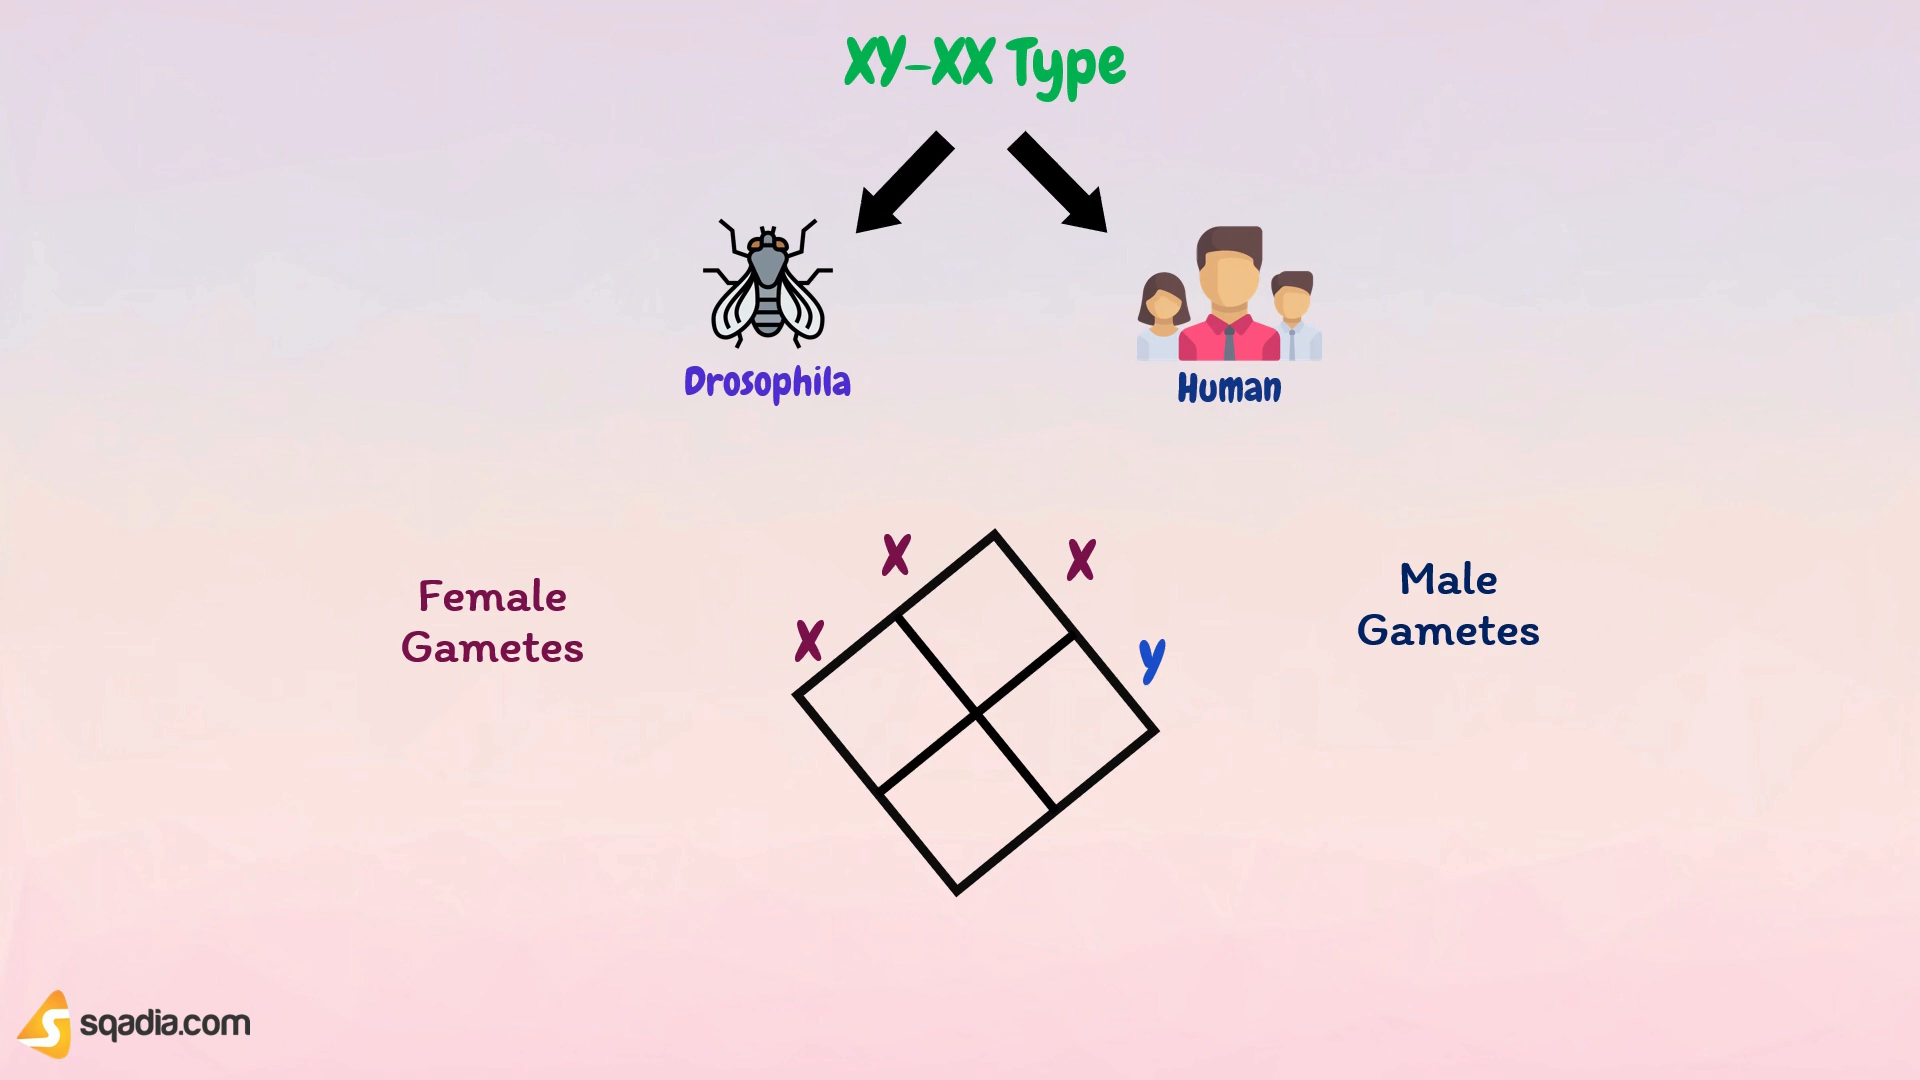 XY-XX Type
Drosophila
Human
X
X
Female
Gametes
Male
Gametes
X
y
sqadia.com